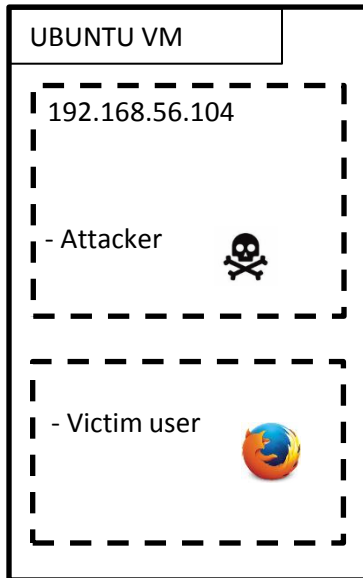 UBUNTU VM
192.168.56.104
- Attacker
- Victim user